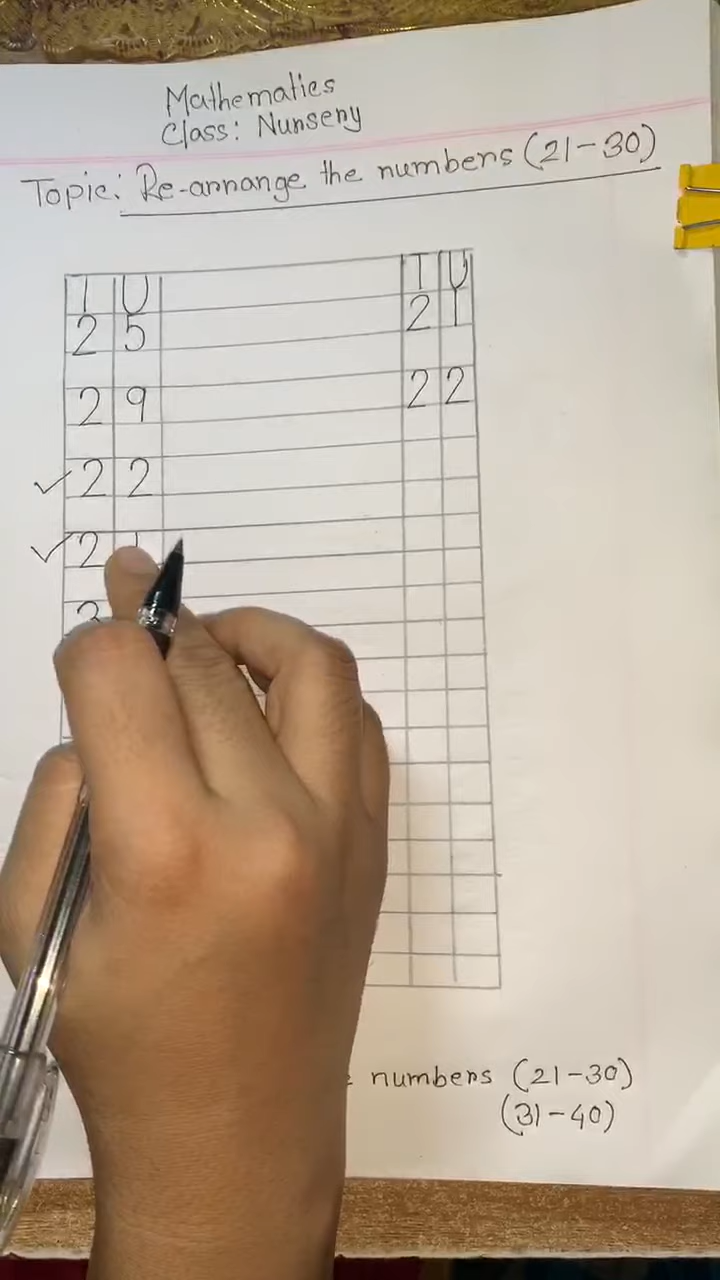 Mathematics
Class: Nursery
Topic: Re-arrange the numbers (21-30)
T U T U
2 5 2 1
2 9 2 2
✓ 2 2
✓ 2
3
numbers (21-30)
(31-40)